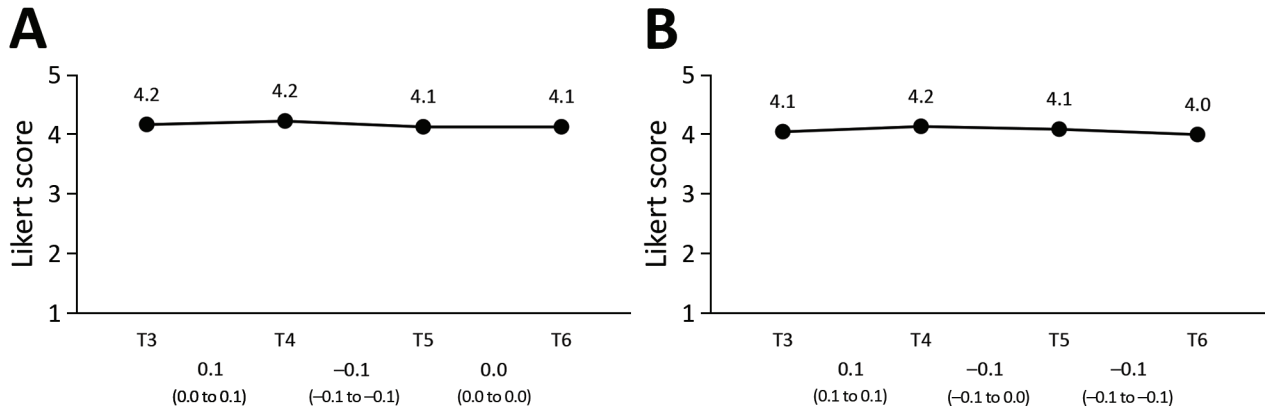 A
Likert score
5
4
3
2
1
4.2
4.2
4.1
4.1
T3
T4
T5
T6
0.1
–0.1
0.0
(0.0 to 0.1)
(–0.1 to –0.1)
(0.0 to 0.0)
B
Likert score
5
4
3
2
1
4.1
4.2
4.1
4.0
T3
T4
T5
T6
0.1
–0.1
–0.1
(0.1 to 0.1)
(–0.1 to 0.0)
(–0.1 to –0.1)